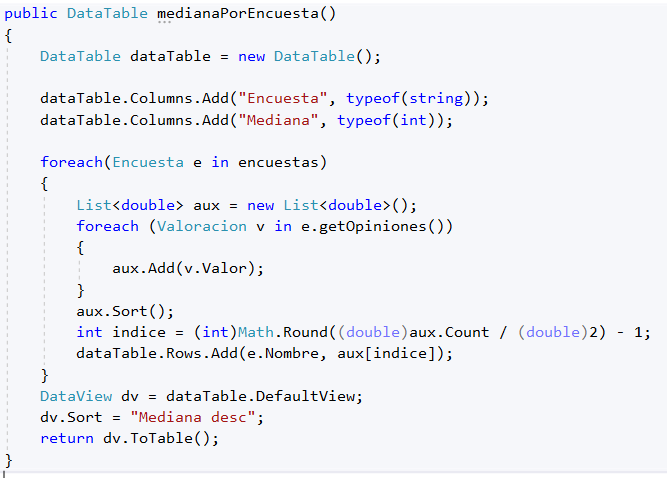 public DataTable medianaPorEncuesta()
{
DataTable dataTable = new DataTable();
dataTable.Columns.Add("Encuesta", typeof(string));
dataTable.Columns.Add("Mediana", typeof(int));
foreach(Encuesta e in encuestas)
{
List<double> aux = new List<double>();
foreach (Valoracion v in e.getOpiniones())
{
aux.Add(v.Valor);
}
aux.Sort();
int indice = (int)Math.Round((double)aux.Count / (double)2) - 1;
dataTable.Rows.Add(e.Nombre, aux[indice]);
}
DataView dv = dataTable.DefaultView;
dv.Sort = "Mediana desc";
return dv.ToTable();
}